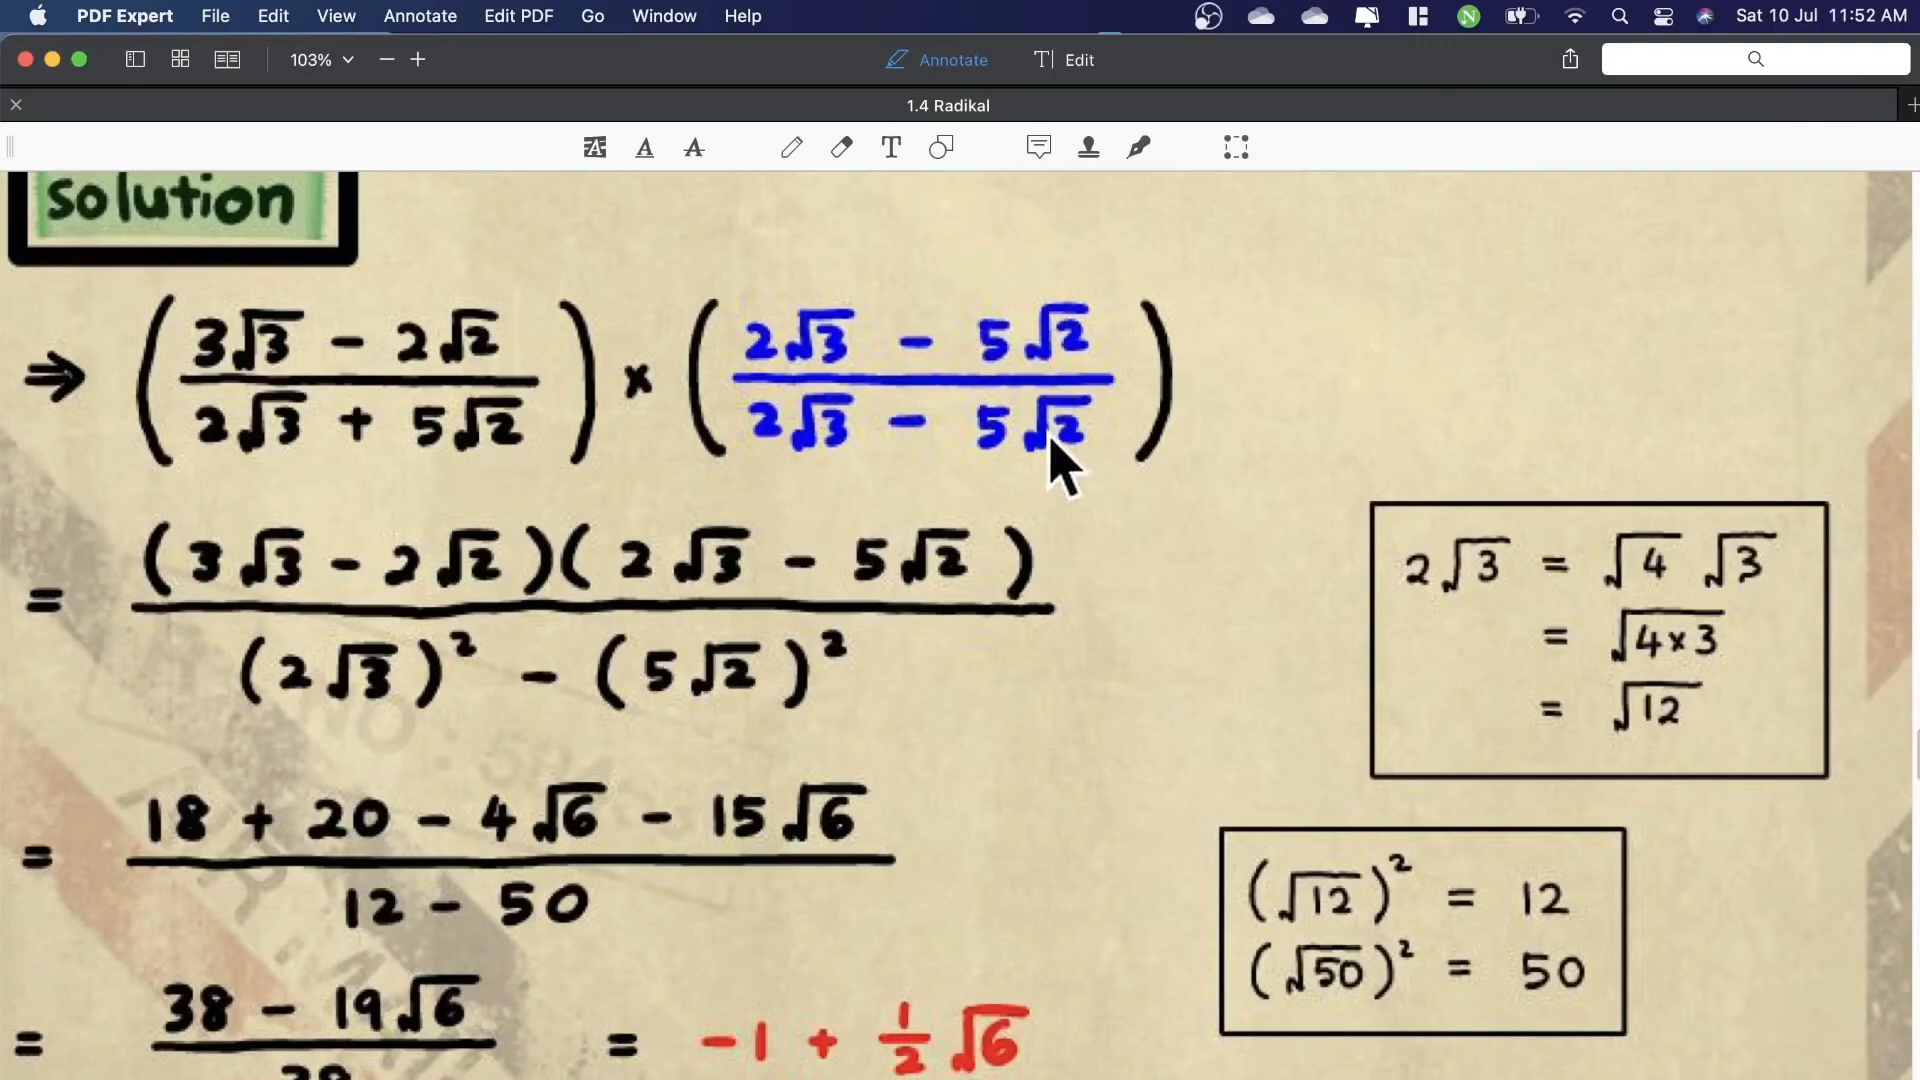 PDF Expert File Edit View Annotate Edit PDF Go Window Help Sat 10 Jul 11:52 AM
103% Annotate Edit
1.4 Radikal
solution
⇒ ( (3√3 − 2√2) / (2√3 + 5√2) ) × ( (2√3 − 5√2) / (2√3 − 5√2) )
= (3√3 − 2√2)(2√3 − 5√2) / (2√3)² − (5√2)²
2√3 = √4 √3
= √4×3
= √12
= 18 + 20 − 4√6 − 15√6 / 12 − 50
(√12)² = 12
(√50)² = 50
= 38 − 19√6 / 38 = −1 + 1/2 √6